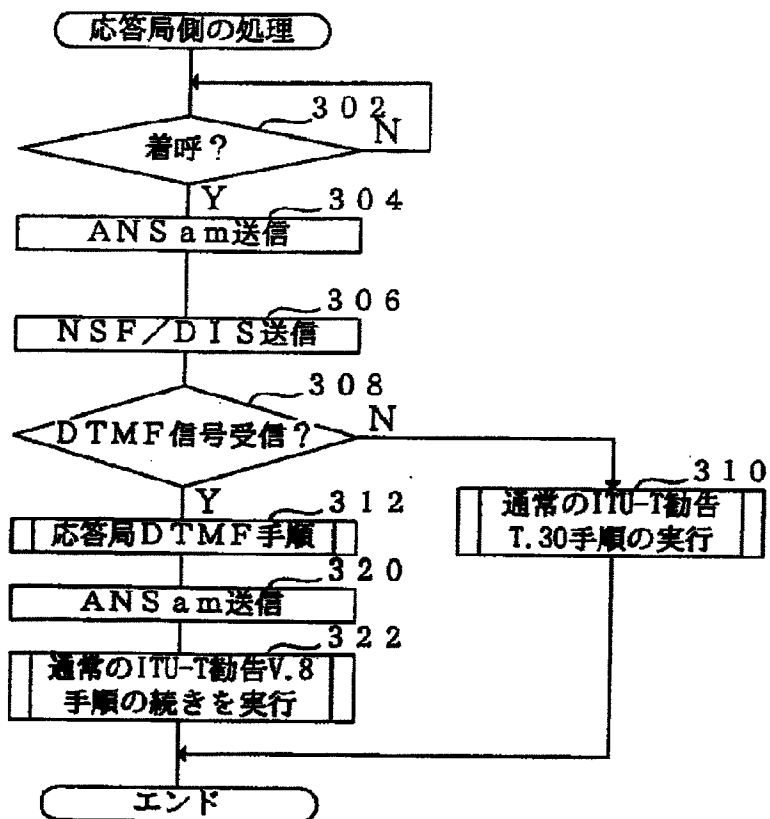 応答局側の処理
302
着呼?
N
Y
304
ANSam送信
306
NSF/DIS送信
308
DTMF信号受信?
N
Y
310
通常のITU-T勧告
T.30手順の実行
312
応答局DTMF手順
320
ANSam送信
322
通常のITU-T勧告V.8
手順の続きを実行
エンド